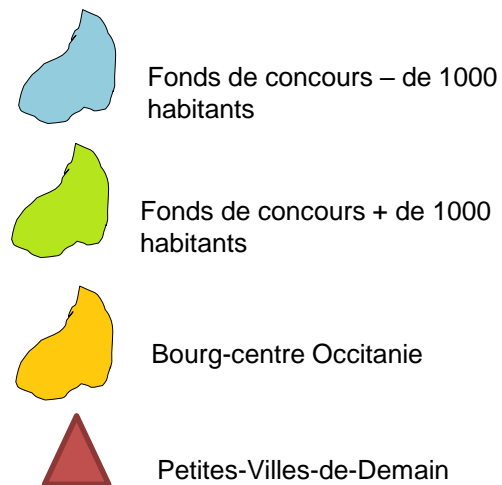 Fonds de concours – de 1000
habitants
Fonds de concours + de 1000
habitants
Bourg-centre Occitanie
Petites-Villes-de-Demain